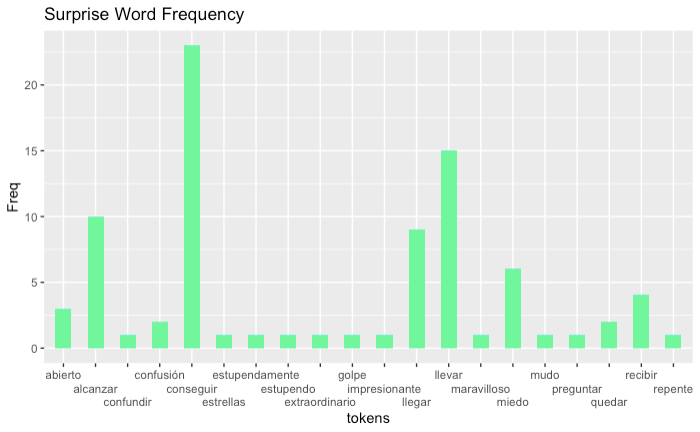 Surprise Word Frequency
Freq
20
15
10
5
0
abierto confusión estupendamente golpe llevar mudo recibir
alcanzar conseguir estupendo impresionante maravilloso preguntar repente
confundir estrellas extraordinario llegar miedo quedar
tokens